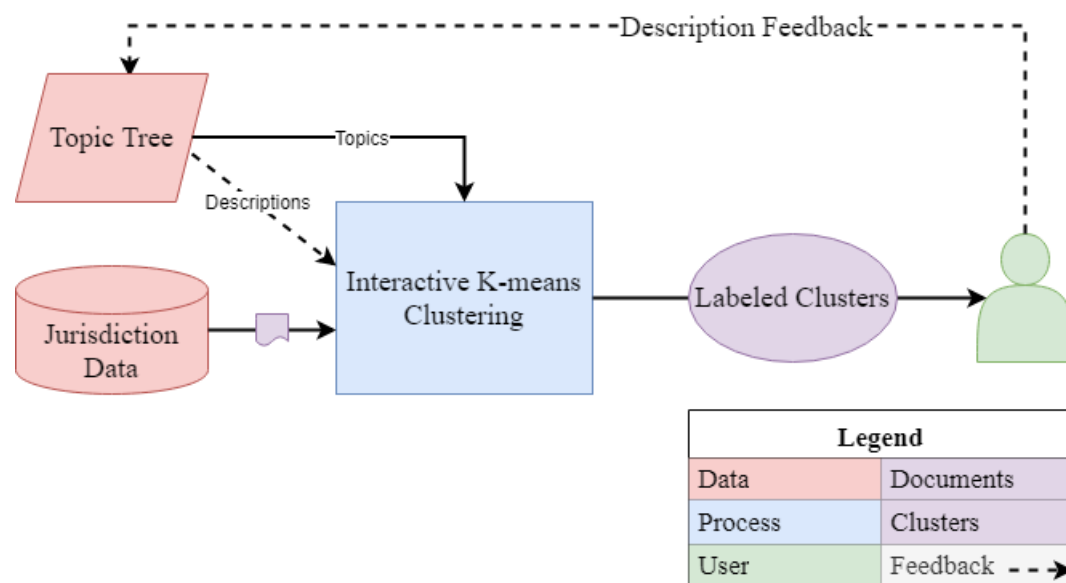 Description Feedback
Topic Tree
Topics
Descriptions
Interactive K-means
Clustering
Labeled Clusters
Jurisdiction
Data
Legend
Data
Documents
Process
Clusters
User
Feedback